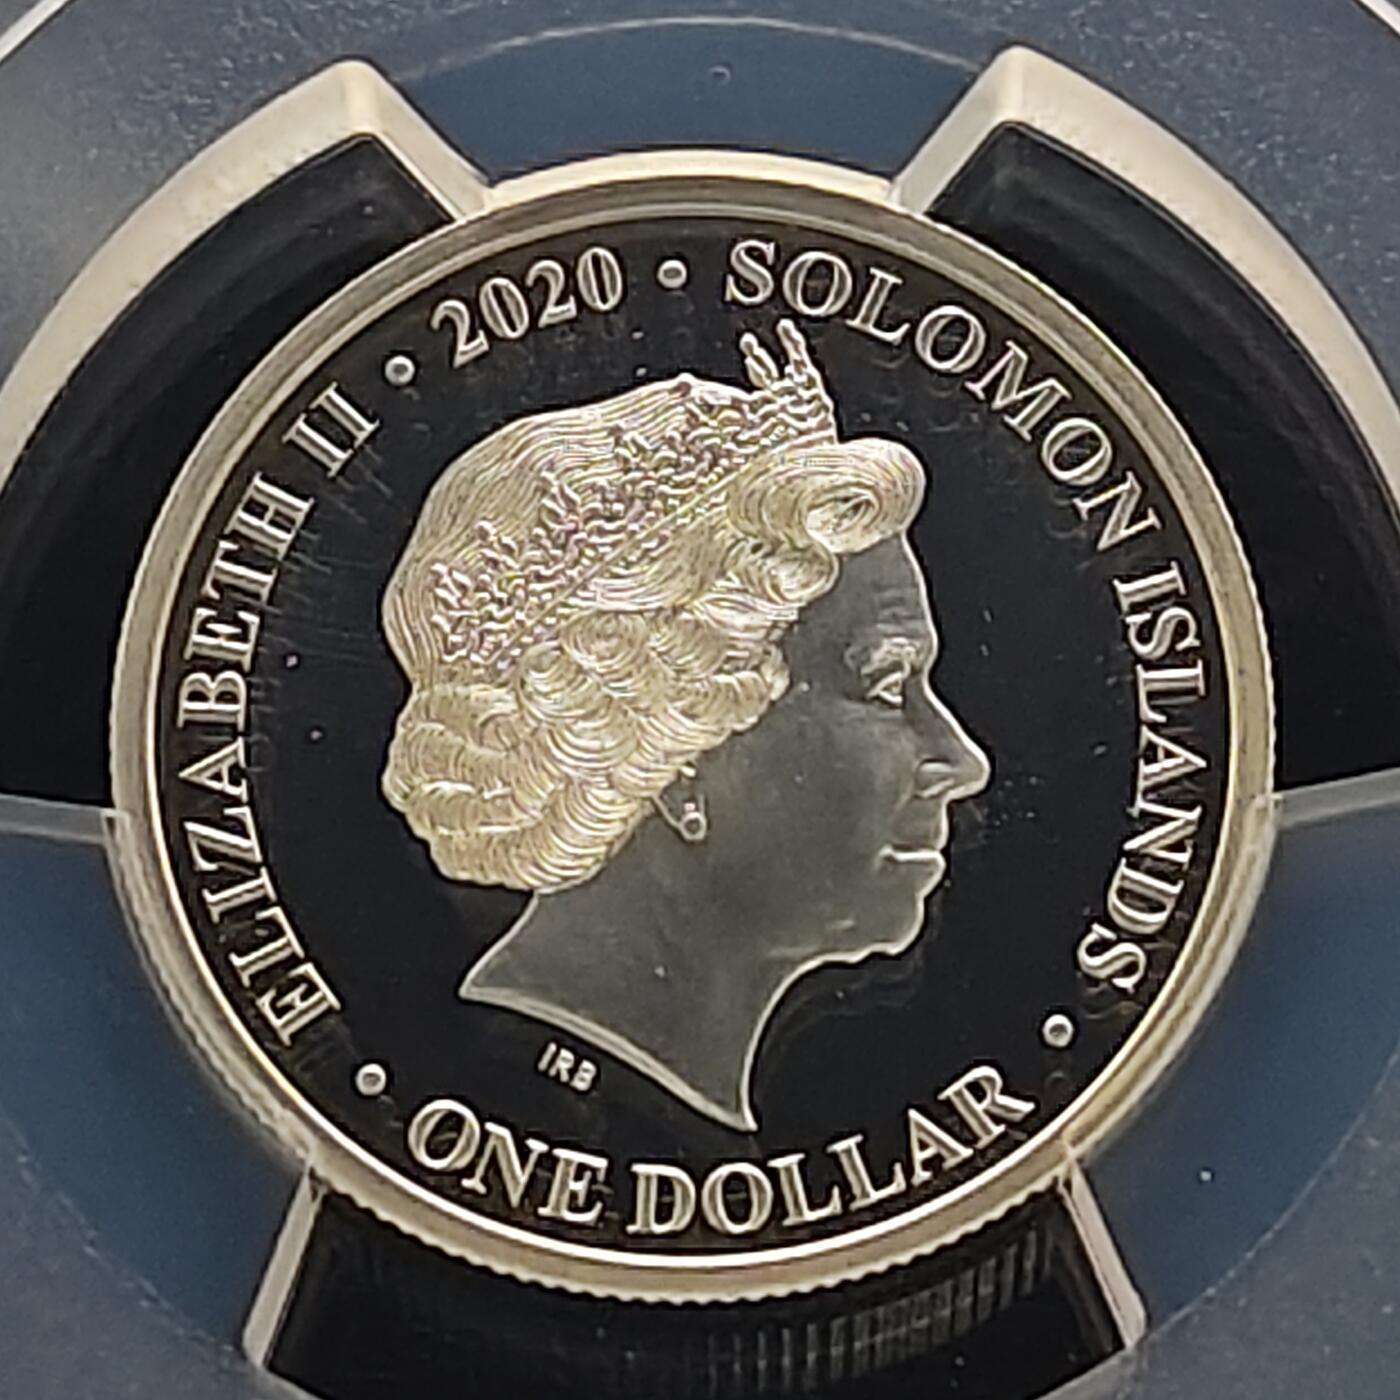 ELIZABETH II • 2020 • SOLOMON ISLANDS • ONE DOLLAR •
IRB